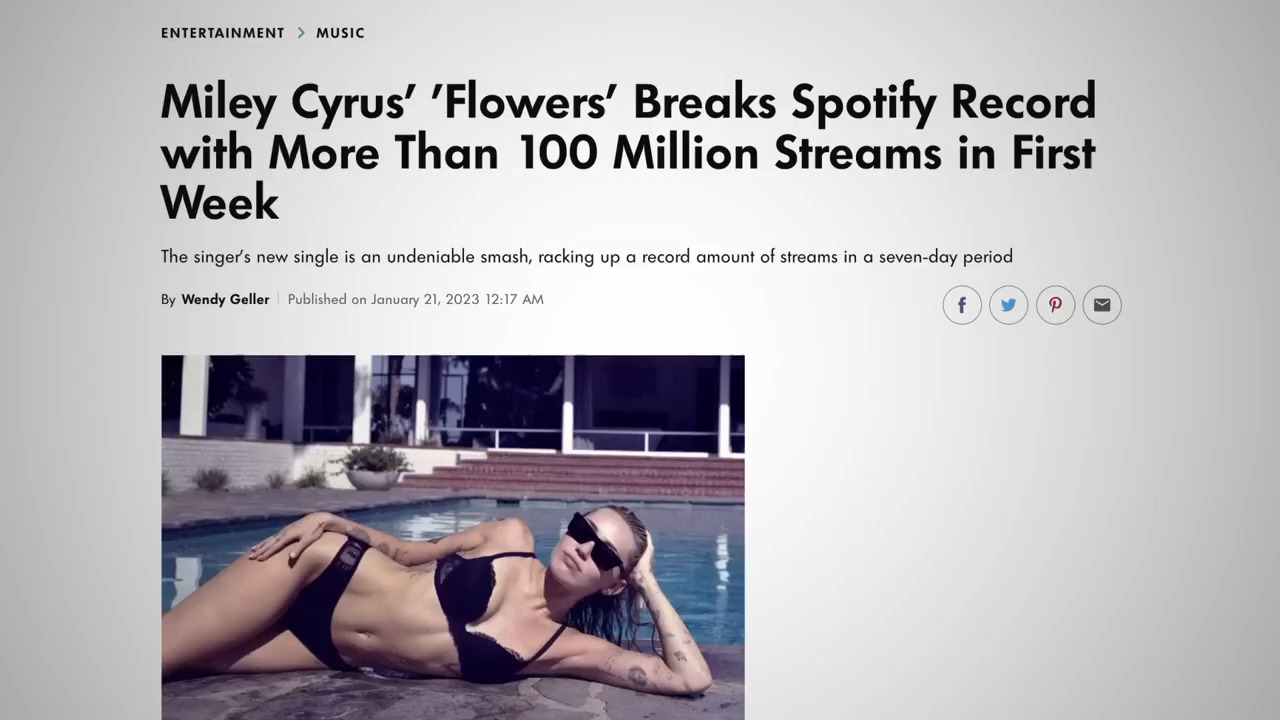 ENTERTAINMENT > MUSIC
Miley Cyrus’ ’Flowers’ Breaks Spotify Record
with More Than 100 Million Streams in First
Week
The singer's new single is an undeniable smash, racking up a record amount of streams in a seven-day period
By Wendy Geller | Published on January 21, 2023 12:17 AM